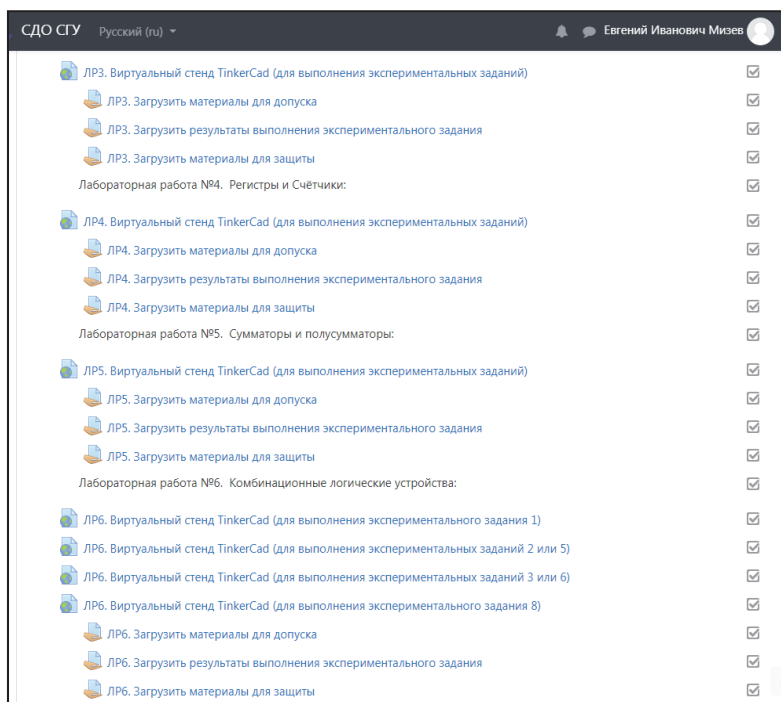 СДО СГУ Русский (ru) Евгений Иванович Мизев
ЛР3. Виртуальный стенд TinkerCad (для выполнения экспериментальных заданий)
ЛР3. Загрузить материалы для допуска
ЛР3. Загрузить результаты выполнения экспериментального задания
ЛР3. Загрузить материалы для защиты
Лабораторная работа №4. Регистры и Счётчики:
ЛР4. Виртуальный стенд TinkerCad (для выполнения экспериментальных заданий)
ЛР4. Загрузить материалы для допуска
ЛР4. Загрузить результаты выполнения экспериментального задания
ЛР4. Загрузить материалы для защиты
Лабораторная работа №5. Сумматоры и полусумматоры:
ЛР5. Виртуальный стенд TinkerCad (для выполнения экспериментальных заданий)
ЛР5. Загрузить материалы для допуска
ЛР5. Загрузить результаты выполнения экспериментального задания
ЛР5. Загрузить материалы для защиты
Лабораторная работа №6. Комбинационные логические устройства:
ЛР6. Виртуальный стенд TinkerCad (для выполнения экспериментального задания 1)
ЛР6. Виртуальный стенд TinkerCad (для выполнения экспериментальных заданий 2 или 5)
ЛР6. Виртуальный стенд TinkerCad (для выполнения экспериментальных заданий 3 или 6)
ЛР6. Виртуальный стенд TinkerCad (для выполнения экспериментального задания 8)
ЛР6. Загрузить материалы для допуска
ЛР6. Загрузить результаты выполнения экспериментального задания
ЛР6. Загрузить материалы для защиты